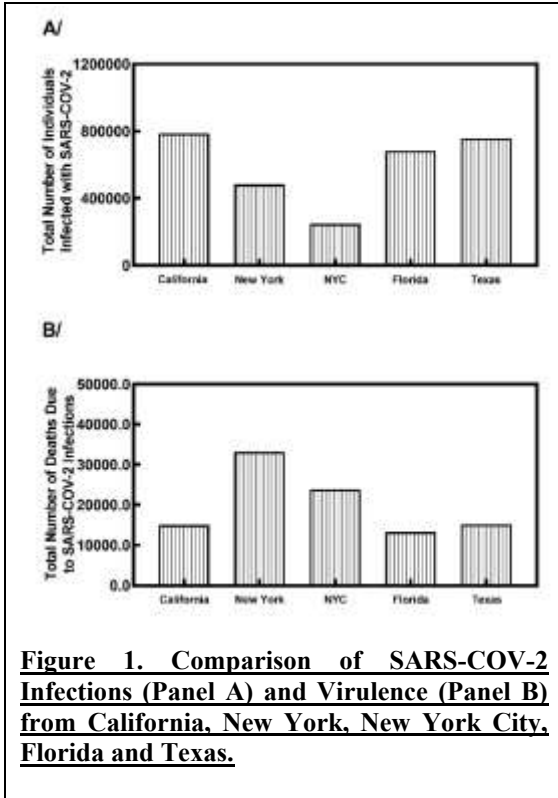 A/
Total Number of Individuals
Infected with SARS-COV-2
1200000
800000
400000
0
California New York NYC Florida Texas
B/
Total Number of Deaths Due
to SARS-COV-2 Infections
50000.0
40000.0
30000.0
20000.0
10000.0
0.0
California New York NYC Florida Texas
Figure 1. Comparison of SARS-COV-2
Infections (Panel A) and Virulence (Panel B)
from California, New York, New York City,
Florida and Texas.